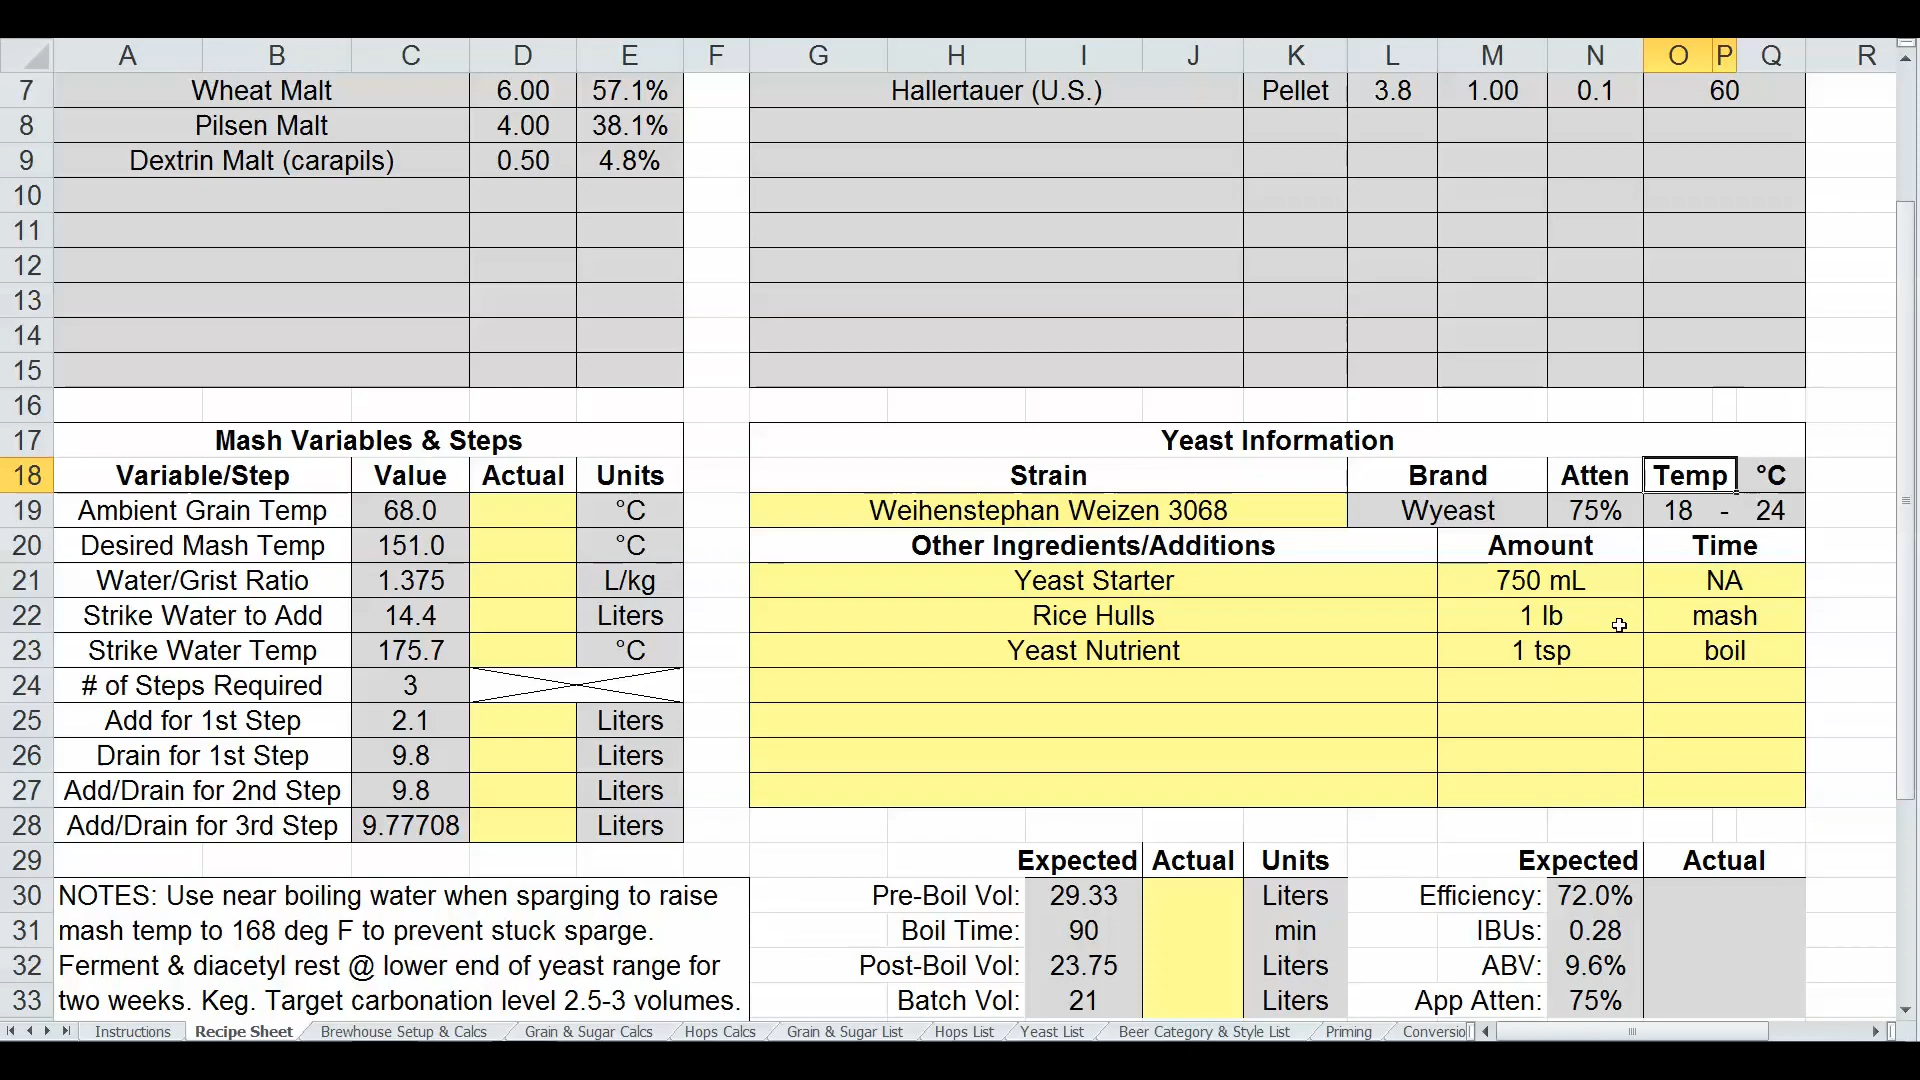 A B C D E F G H I J K L M N O P Q R
7 Wheat Malt 6.00 57.1% Hallertauer (U.S.) Pellet 3.8 1.00 0.1 60
8 Pilsen Malt 4.00 38.1%
9 Dextrin Malt (carapils) 0.50 4.8%
10
11
12
13
14
15
16
17 Mash Variables & Steps Yeast Information
18 Variable/Step Value Actual Units Strain Brand Atten Temp °C
19 Ambient Grain Temp 68.0 °C Weihenstephan Weizen 3068 Wyeast 75% 18 - 24
20 Desired Mash Temp 151.0 °C Other Ingredients/Additions Amount Time
21 Water/Grist Ratio 1.375 L/kg Yeast Starter 750 mL NA
22 Strike Water to Add 14.4 Liters Rice Hulls 1 lb mash
23 Strike Water Temp 175.7 °C Yeast Nutrient 1 tsp boil
24 # of Steps Required 3
25 Add for 1st Step 2.1 Liters
26 Drain for 1st Step 9.8 Liters
27 Add/Drain for 2nd Step 9.8 Liters
28 Add/Drain for 3rd Step 9.77708 Liters
29 Expected Actual Units Expected Actual
30 NOTES: Use near boiling water when sparging to raise Pre-Boil Vol: 29.33 Liters Efficiency: 72.0%
31 mash temp to 168 deg F to prevent stuck sparge. Boil Time: 90 min IBUs: 0.28
32 Ferment & diacetyl rest @ lower end of yeast range for Post-Boil Vol: 23.75 Liters ABV: 9.6%
33 two weeks. Keg. Target carbonation level 2.5-3 volumes. Batch Vol: 21 Liters App Atten: 75%
Instructions Recipe Sheet Brewhouse Setup & Calcs Grain & Sugar Calcs Hops Calcs Grain & Sugar List Hops List Yeast List Beer Category & Style List Priming Conversio